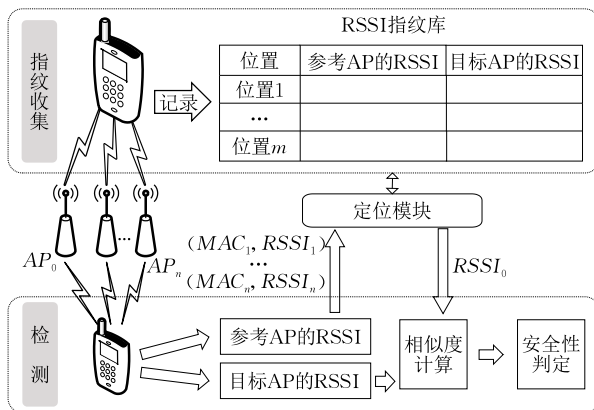 RSSI指纹库
指纹收集
记录
位置 参考AP的RSSI 目标AP的RSSI
位置1
...
位置m
定位模块
AP₀ ... APₙ
(MAC₁, RSSI₁)
...
(MACₙ, RSSIₙ)
RSSI₀
检测
参考AP的RSSI
目标AP的RSSI
相似度
计算
安全性
判定